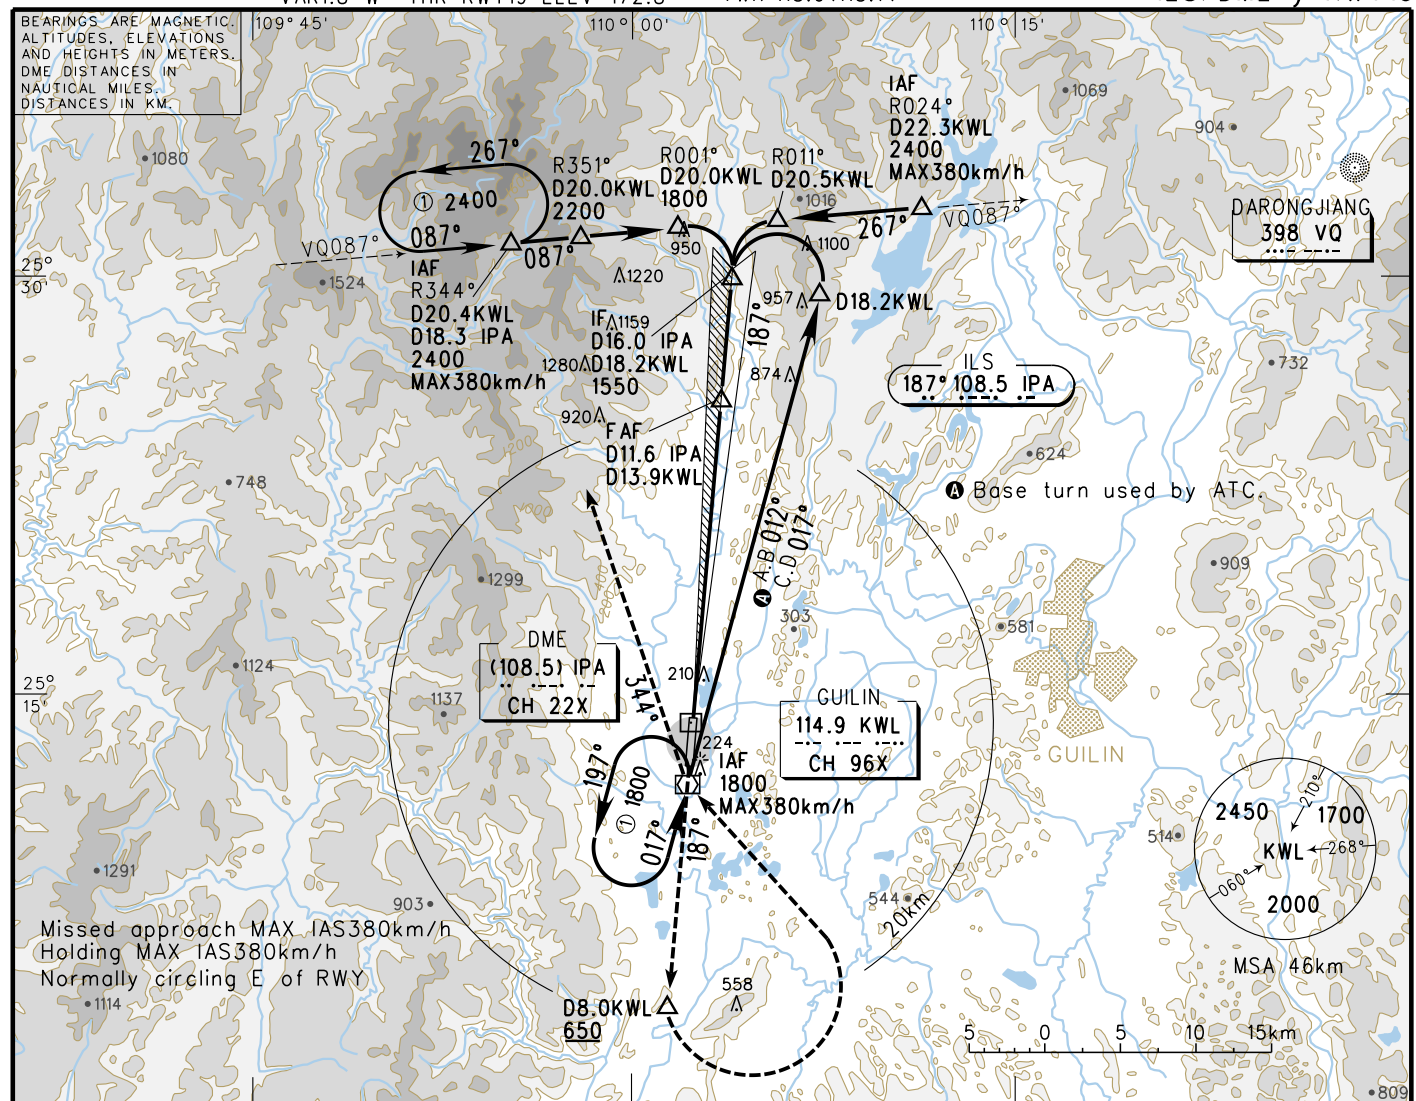 BEARINGS ARE MAGNETIC.
ALTITUDES, ELEVATIONS
AND HEIGHTS IN METERS.
DME DISTANCES IN
NAUTICAL MILES.
DISTANCES IN KM.
109°45'
110°00'
110°15'
1080
267°
① 2400
087°
VQ087°
1524
IAF
R344°
D20.4KWL
D18.3 IPA
2400
MAX380km/h
087°
R351°
D20.0KWL
2200
R001°
D20.0KWL
1800
950
R011°
D20.5KWL
1016
1100
267°
IAF
R024°
D22.3KWL
2400
MAX380km/h
VQ087°
1069
904
DARONGJIANG
398 VQ
25°
30'
1220
IF
1159
D16.0 IPA
D18.2KWL
1550
1280
920
187°
957
D18.2KWL
874
FAF
D11.6 IPA
D13.9KWL
ILS
187° 108.5 IPA
732
624
A Base turn used by ATC.
748
1200
1000
1299
A A.B 012°
C.D 017°
303
581
909
1124
DME
(108.5) IPA
CH 22X
1137
344°
210
25°
15'
GUILIN
114.9 KWL
CH 96X
GUILIN
224
IAF
1800
MAX380km/h
197°
① 1800
017°
187°
F
2450
210°
1700
KWL
268°
060°
2000
MSA 46km
514
544
20km
1291
903
Missed approach MAX IAS380km/h
Holding MAX IAS380km/h
Normally circling E of RWY
1114
D8.0KWL
650
558
5 0 5 10 15km
809